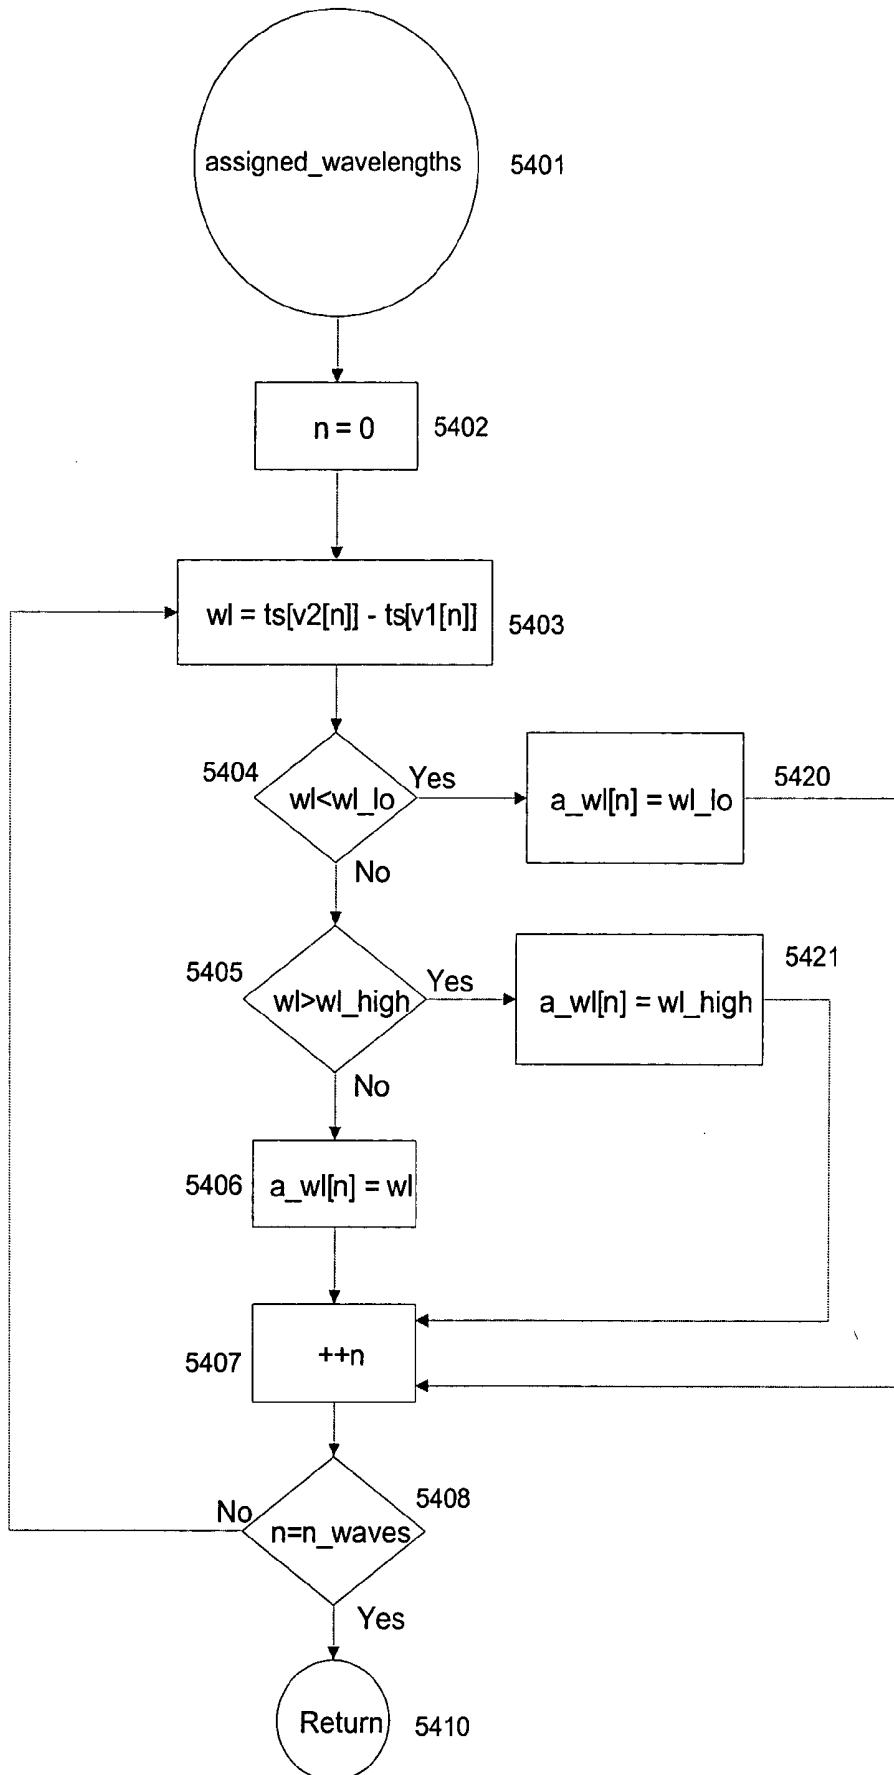 assigned_wavelengths
5401
n = 0
5402
wl = ts[v2[n]] - ts[v1[n]]
5403
5404
wl<wl_lo
Yes
a_wl[n] = wl_lo
5420
No
5405
wl>wl_high
Yes
a_wl[n] = wl_high
5421
No
5406
a_wl[n] = wl
5407
++n
5408
No
n=n_waves
Yes
Return
5410